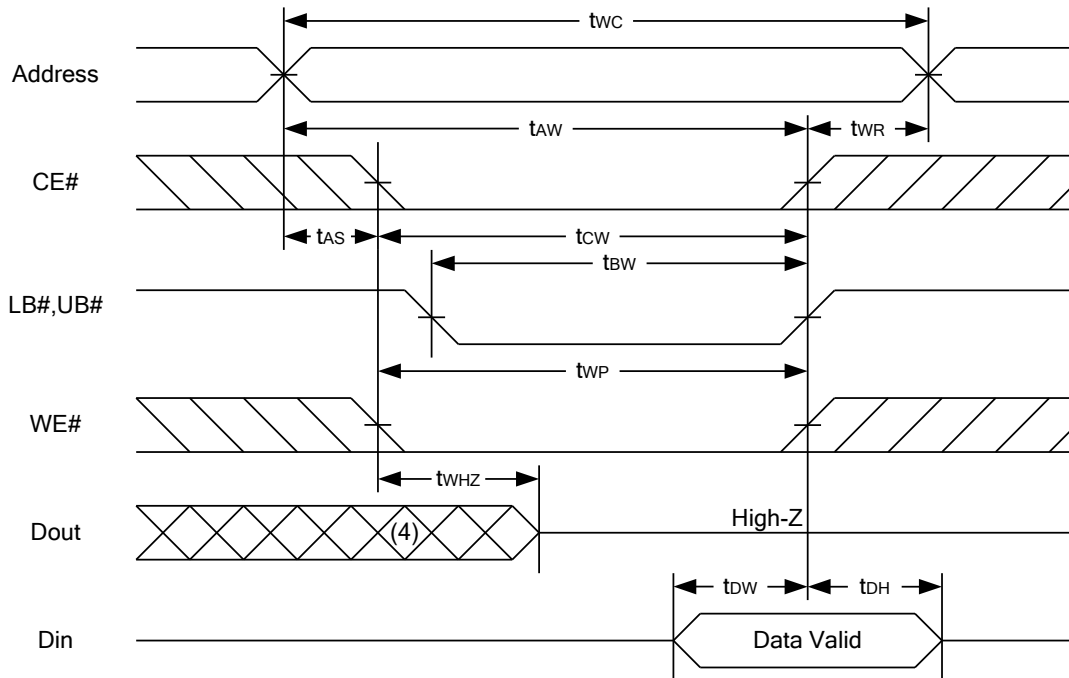 tWC
Address
tAW
tWR
CE#
tAS
tCW
tBW
LB#,UB#
tWP
WE#
tWHZ
Dout
(4)
High-Z
tDW
tDH
Din
Data Valid